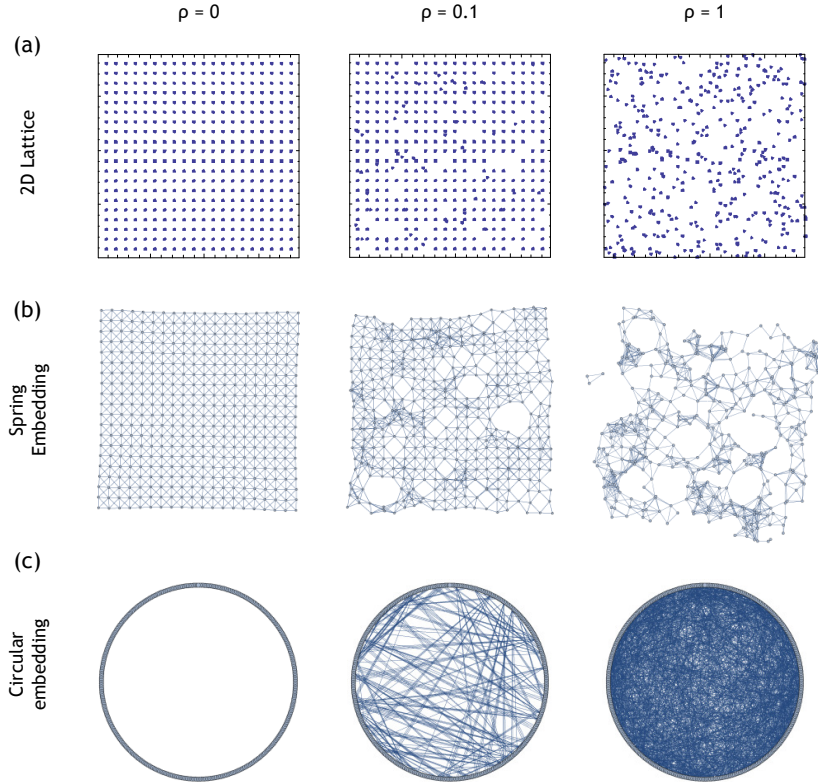 ρ = 0 ρ = 0.1 ρ = 1
(a)
2D Lattice
(b)
Spring
Embedding
(c)
Circular
embedding